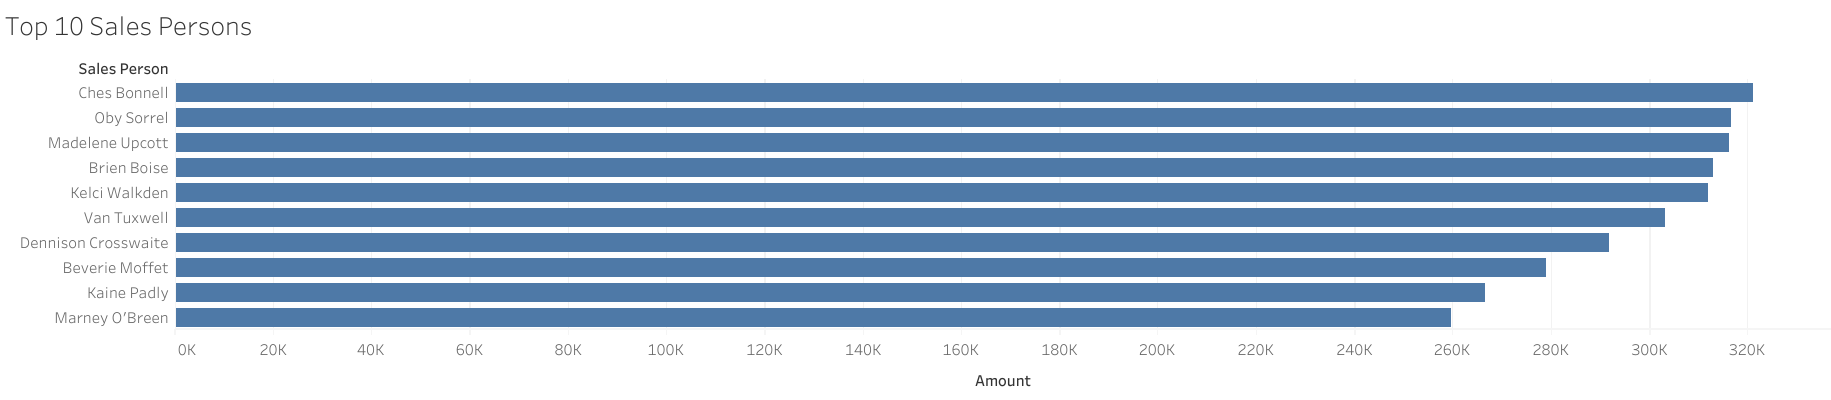 Top 10 Sales Persons
Sales Person
Ches Bonnell
Oby Sorrel
Madelene Upcott
Brien Boise
Kelci Walkden
Van Tuxwell
Dennison Crosswaite
Beverie Moffet
Kaine Padly
Marney O’Breen
0K 20K 40K 60K 80K 100K 120K 140K 160K 180K 200K 220K 240K 260K 280K 300K 320K
Amount